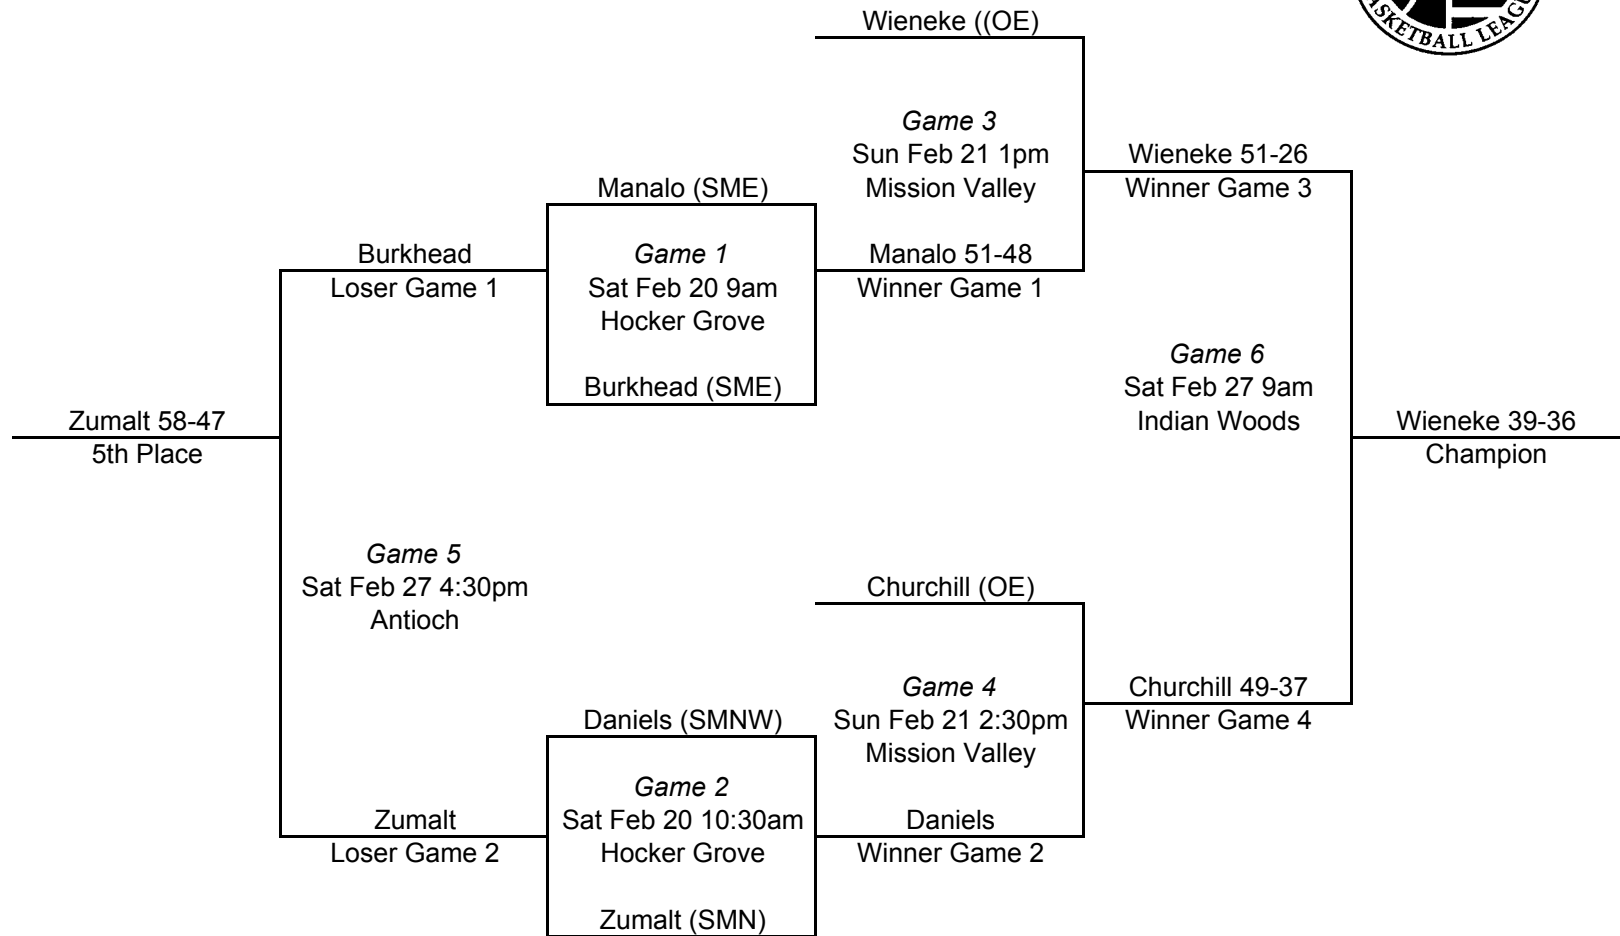 BASKETBALL LEAGUE
Wieneke ((OE)
Game 3
Sun Feb 21 1pm
Mission Valley
Wieneke 51-26
Winner Game 3
Manalo (SME)
Burkhead
Loser Game 1
Game 1
Sat Feb 20 9am
Hocker Grove
Manalo 51-48
Winner Game 1
Burkhead (SME)
Game 6
Sat Feb 27 9am
Indian Woods
Zumalt 58-47
5th Place
Wieneke 39-36
Champion
Game 5
Sat Feb 27 4:30pm
Antioch
Churchill (OE)
Game 4
Sun Feb 21 2:30pm
Mission Valley
Churchill 49-37
Winner Game 4
Daniels (SMNW)
Game 2
Sat Feb 20 10:30am
Hocker Grove
Zumalt
Loser Game 2
Daniels
Winner Game 2
Zumalt (SMN)